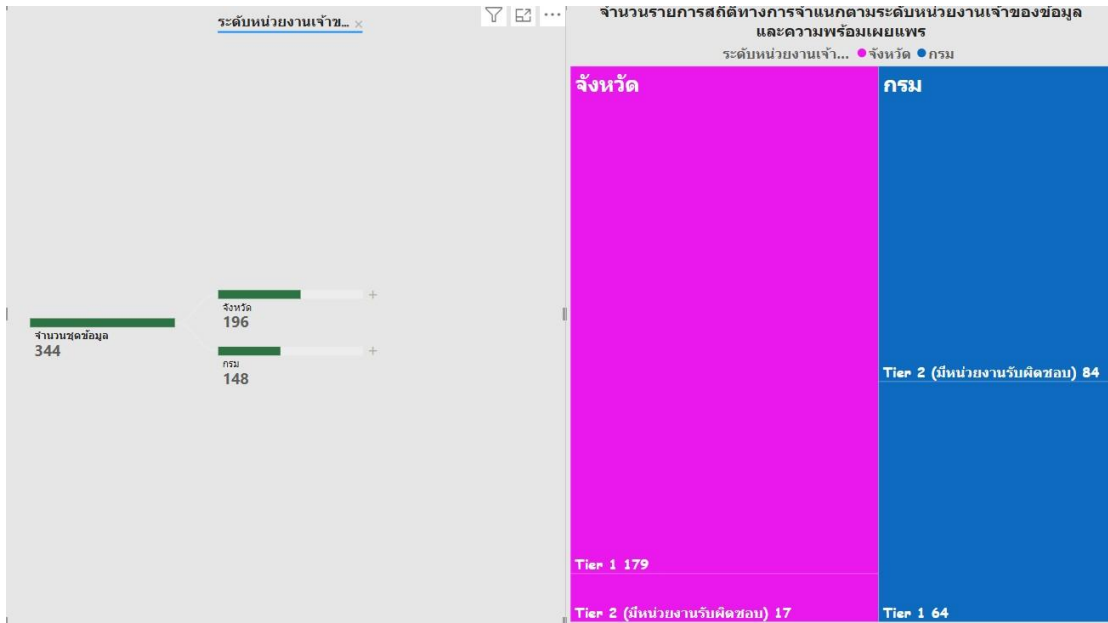 ระดับหน่วยงานเจ้าข...
จำนวนชุดข้อมูล
344
จังหวัด
196
กรม
148
จำนวนรายการสถิติทางการจำแนกตามระดับหน่วยงานเจ้าของข้อมูล
และความพร้อมเผยแพร
ระดับหน่วยงานเจ้า... จังหวัด กรม
จังหวัด
Tier 1 179
Tier 2 (มีหน่วยงานรับผิดชอบ) 17
กรม
Tier 2 (มีหน่วยงานรับผิดชอบ) 84
Tier 1 64